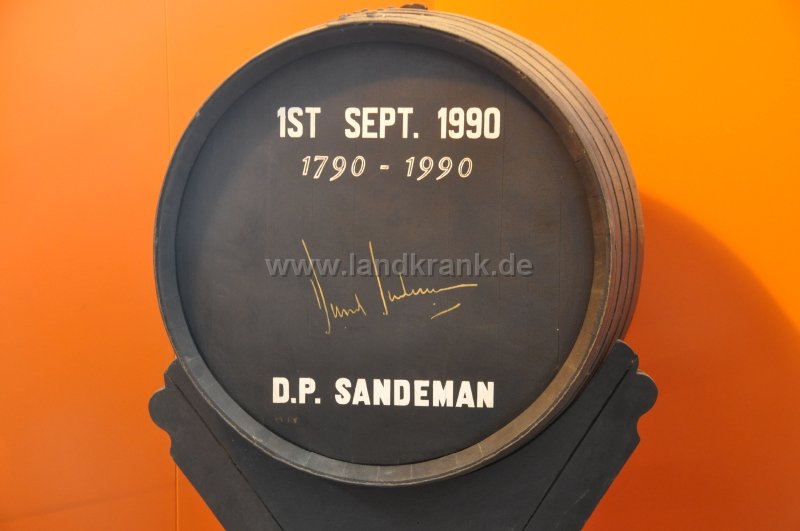 1ST SEPT. 1990
1790 - 1990
www.landkrank.de
D.P. SANDEMAN